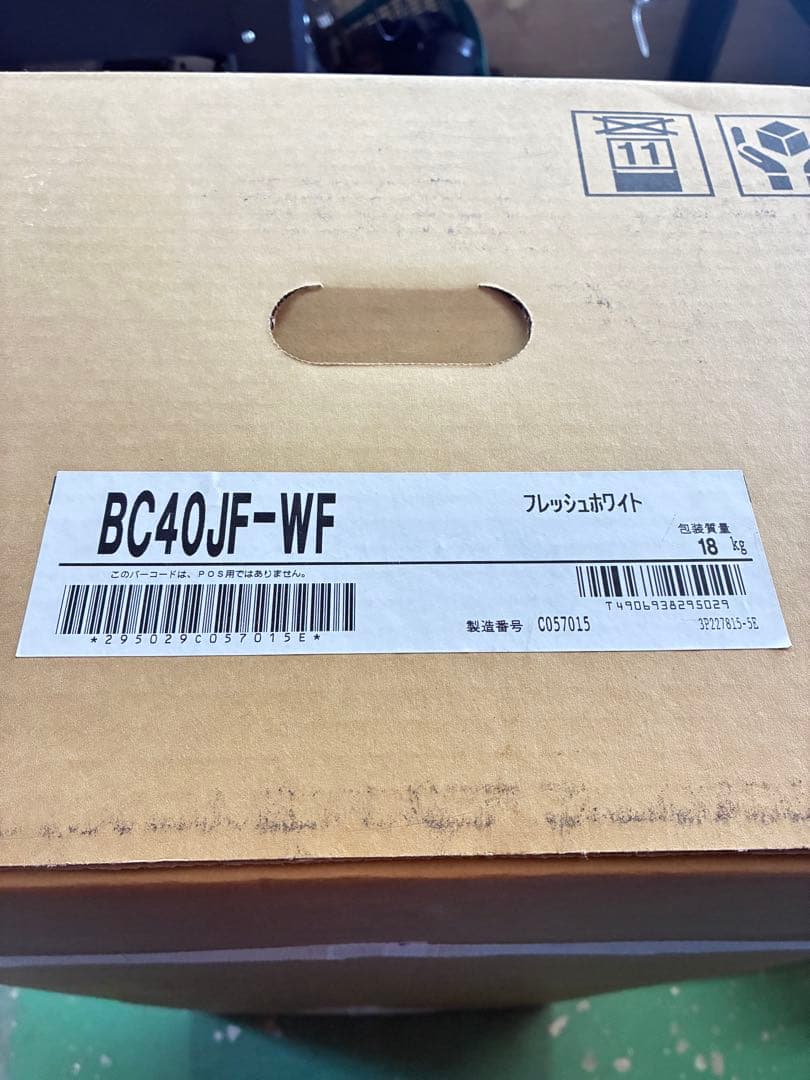 11
BC40JF-WF
フレッシュホワイト
包装質量
18 kg
このバーコードは、POS用ではありません。
*295029C057015E*
T4906938295029
製造番号 C057015
3P227815-5E